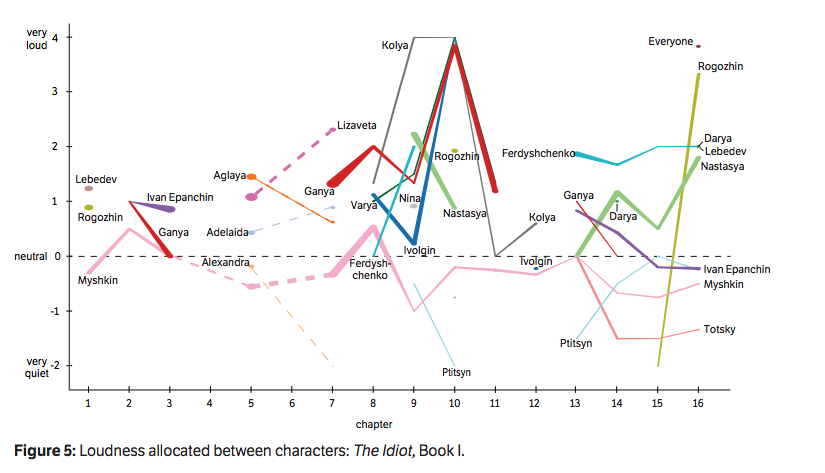 very
loud
4
3
2
1
neutral 0
-1
very
quiet
-2
Lebedev
Rogozhin
Myshkin
Ivan Epanchin
Ganya
Aglaya
Adelaida
Alexandra
Lizaveta
Ganya
Varya
Ferdysh-
chenko
Kolya
Nina
Ivolgin
Rogozhin
Nastasya
Ptitsyn
Kolya
Ivolgin
Ferdyshchenko
Ganya
Darya
Ptitsyn
Everyone
Rogozhin
Darya
Lebedev
Nastasya
Ivan Epanchin
Myshkin
Totsky
1 2 3 4 5 6 7 8 9 10 11 12 13 14 15 16
chapter
Figure 5: Loudness allocated between characters: The Idiot, Book I.